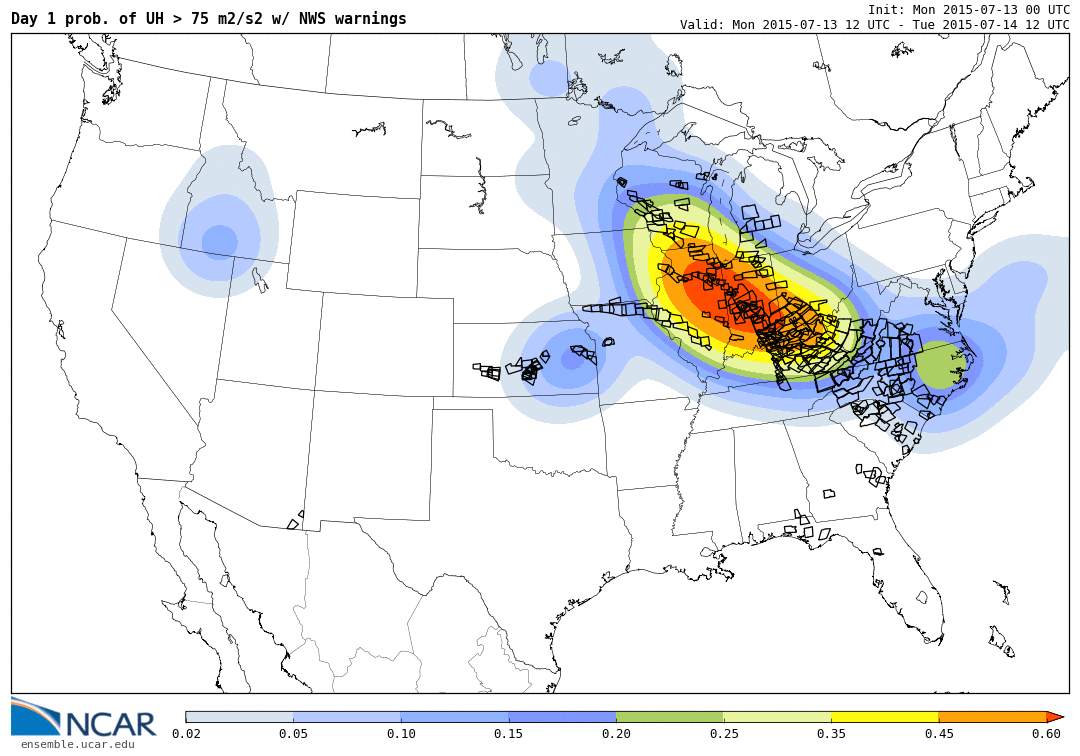 Day 1 prob. of UH > 75 m2/s2 w/ NWS warnings
Init: Mon 2015-07-13 00 UTC
Valid: Mon 2015-07-13 12 UTC - Tue 2015-07-14 12 UTC
NCAR
ensemble.ucar.edu
0.02 0.05 0.10 0.15 0.20 0.25 0.35 0.45 0.60